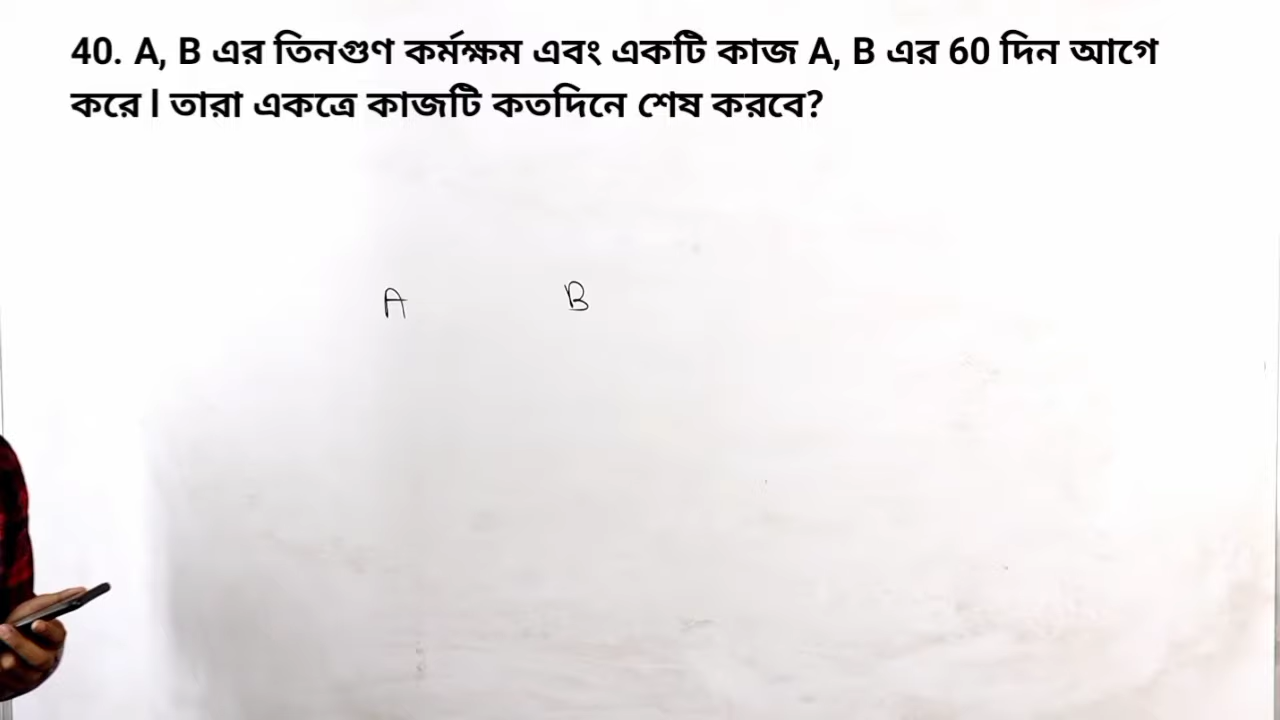 40. A, B এর তিনগুণ কর্মক্ষম এবং একটি কাজ A, B এর 60 দিন আগে
করে l তারা একত্রে কাজটি কতদিনে শেষ করবে?
A B